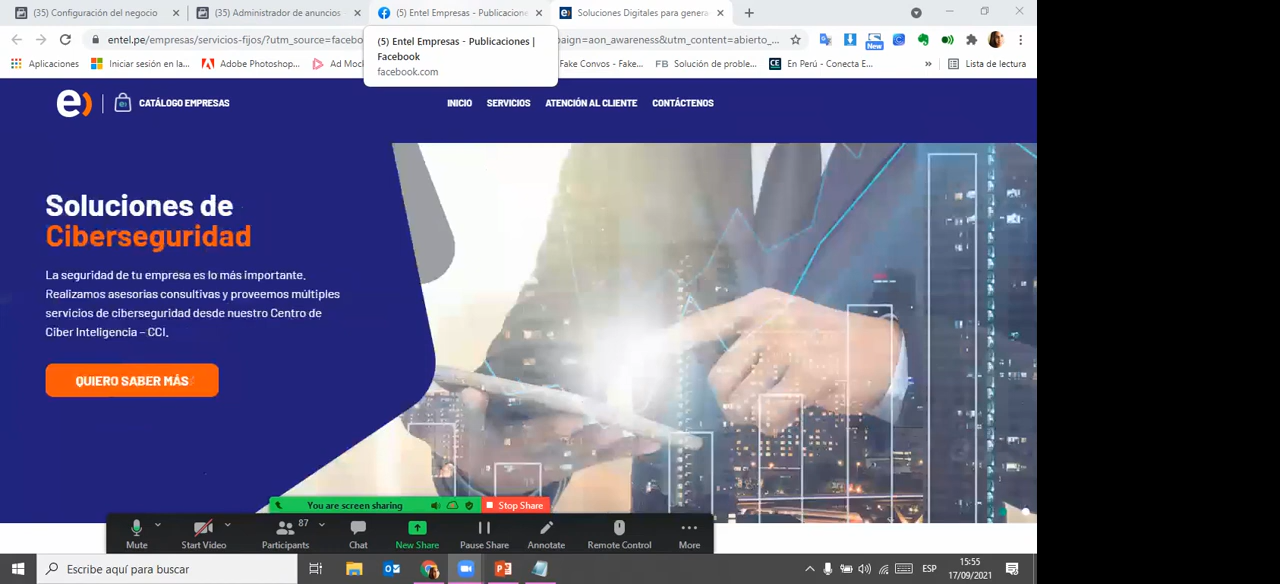 (35) Configuración del negocio
(35) Administrador de anuncios -
(5) Entel Empresas - Publicacione
Soluciones Digitales para genera
entel.pe/empresas/servicios-fijos/?utm_source=facebo
paign=aon_awareness&utm_content=abierto_...
New
(5) Entel Empresas - Publicaciones |
Facebook
facebook.com
Aplicaciones
Iniciar sesión en la...
Adobe Photoshop...
Ad Mock
Fake Convos - Fake...
FB Solución de proble...
CE En Perú - Conecta E...
»
Lista de lectura
e)
CATÁLOGO EMPRESAS
INICIO
SERVICIOS
ATENCIÓN AL CLIENTE
CONTÁCTENOS
Soluciones de
Ciberseguridad
La seguridad de tu empresa es lo más importante.
Realizamos asesorias consultivas y proveemos múltiples
servicios de ciberseguridad desde nuestro Centro de
Ciber Inteligencia – CCI.
QUIERO SABER MÁS
You are screen sharing
Stop Share
Mute
Start Video
87
Participants
Chat
New Share
Pause Share
Annotate
Remote Control
More
Escribe aquí para buscar
ESP
15:55
17/09/2021